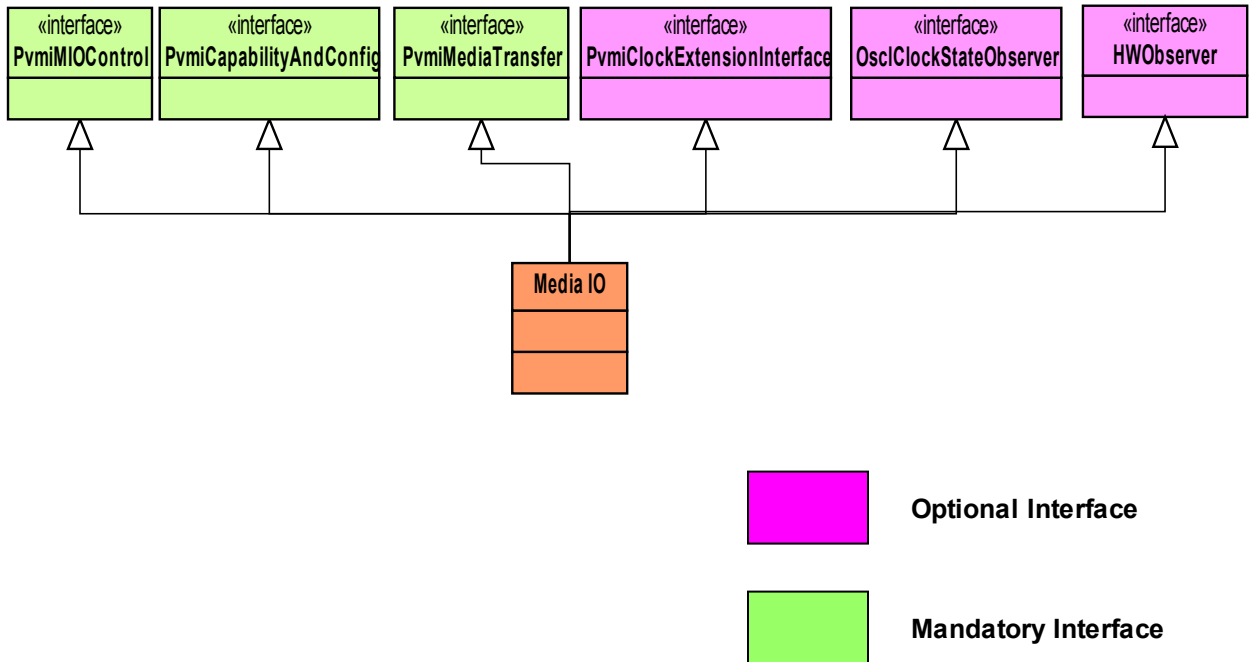 «interface»
PvmiMIOControl
«interface»
PvmiCapabilityAndConfig
«interface»
PvmiMediaTransfer
«interface»
PvmiClockExtensionInterface
«interface»
OsclClockStateObserver
«interface»
HWObserver
Media IO
Optional Interface
Mandatory Interface